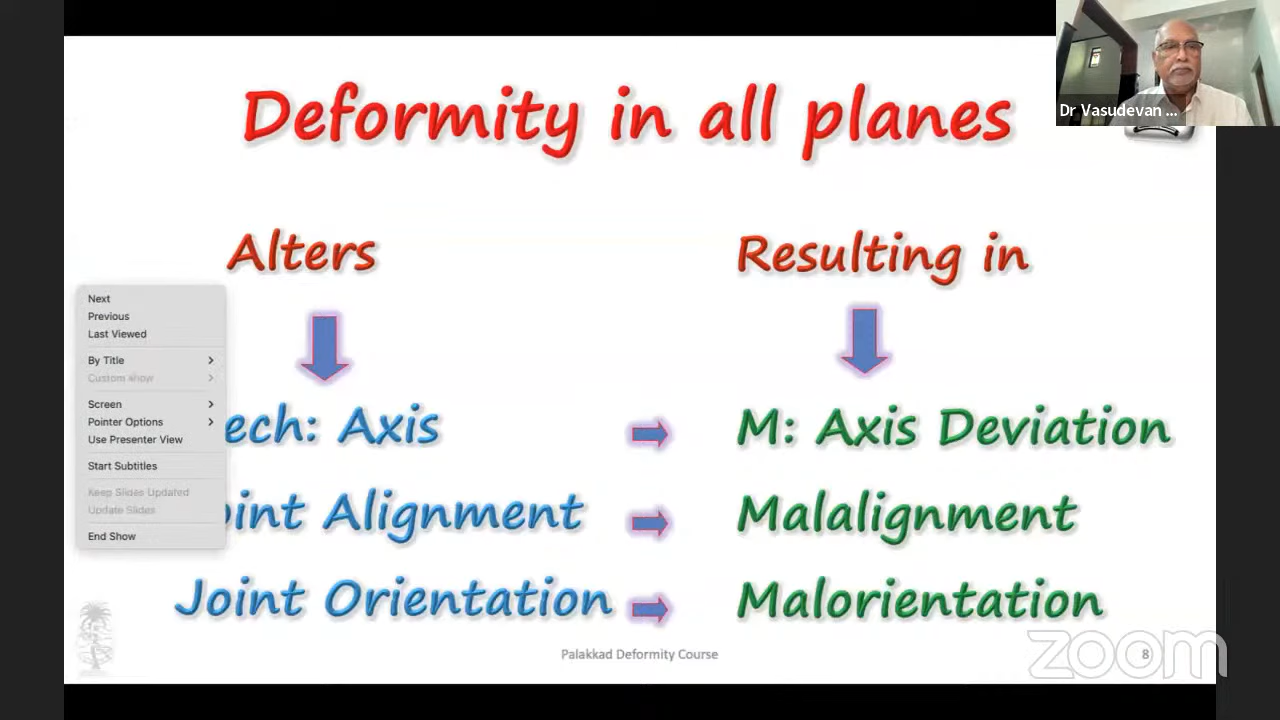 Deformity in all planes
Dr Vasudevan ...
Alters
Resulting in
Next
Previous
Last Viewed
By Title
Custom show
Screen
Pointer Options
Use Presenter View
Start Subtitles
Keep Slides Updated
Update Slides
End Show
ech: Axis
M: Axis Deviation
oint Alignment
Malalignment
Joint Orientation
Malorientation
Palakkad Deformity Course
8
zoom